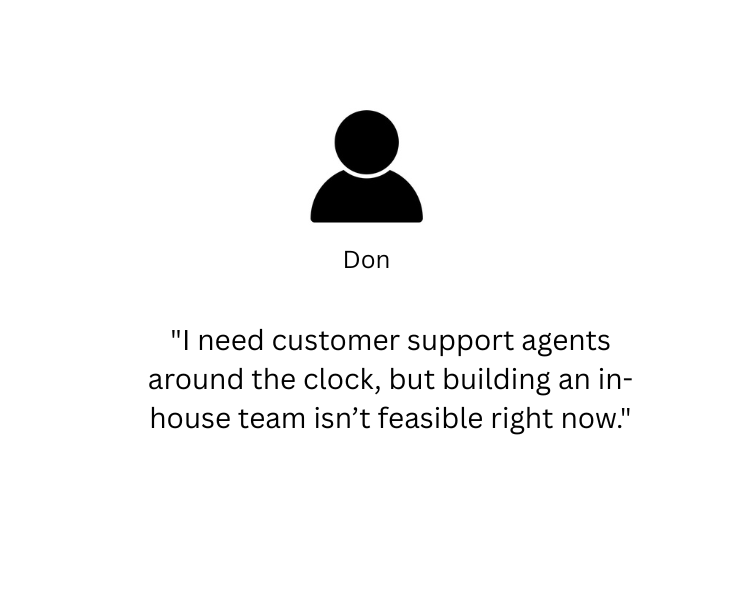 Don
"I need customer support agents
around the clock, but building an in-
house team isn’t feasible right now."